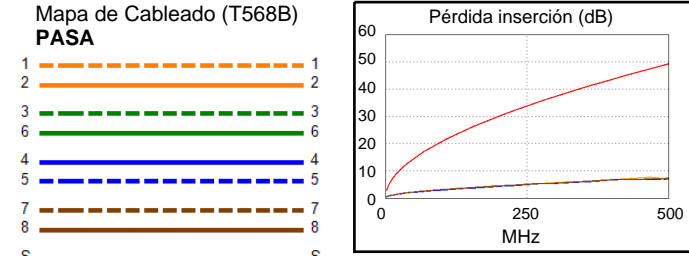 Mapa de Cableado (T568B)
PASA
1 1
2 2
3 3
6 6
4 4
5 5
7 7
8 8
S S
Pérdida inserción (dB)
60
50
40
30
20
10
0
0 250 500
MHz